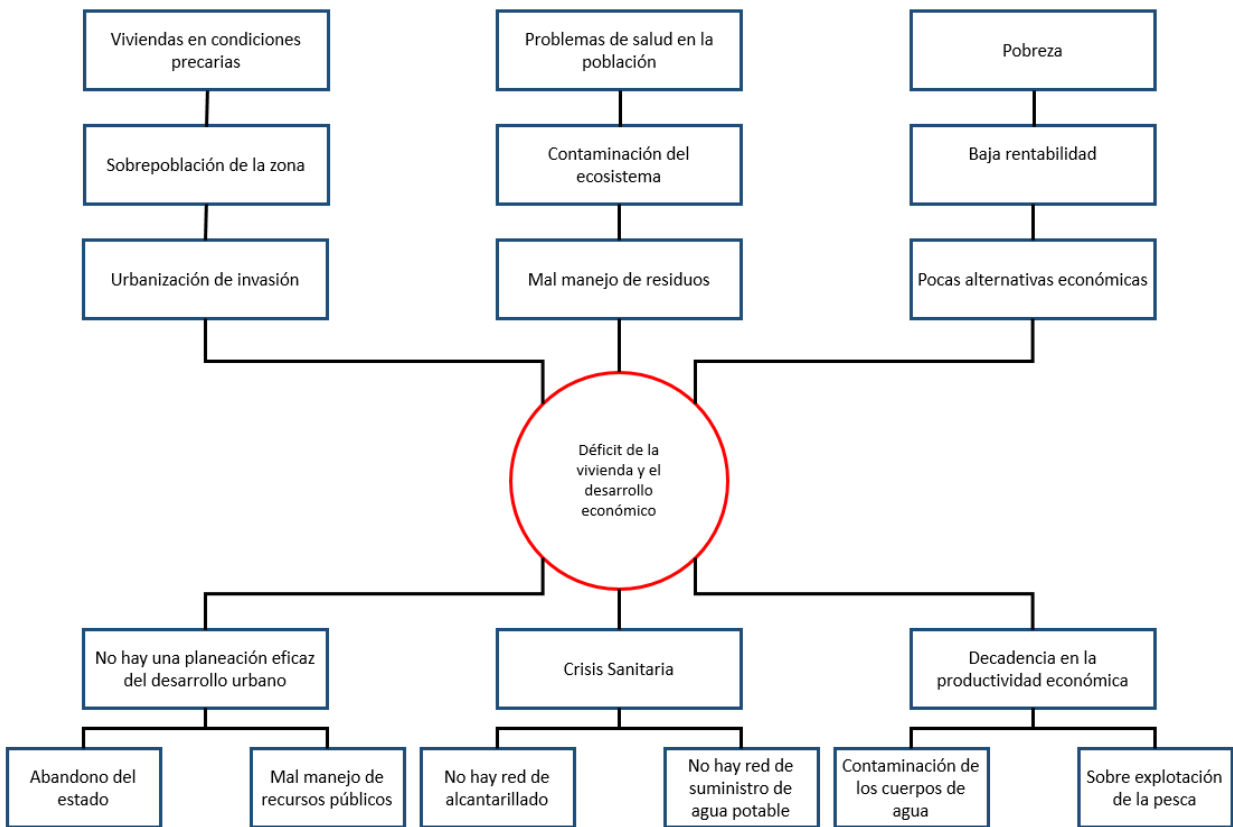 Viviendas en condiciones
precarias
Problemas de salud en la
población
Pobreza
Sobrepoblación de la zona
Contaminación del
ecosistema
Baja rentabilidad
Urbanización de invasión
Mal manejo de residuos
Pocas alternativas económicas
Déficit de la
vivienda y el
desarrollo
económico
No hay una planeación eficaz
del desarrollo urbano
Crisis Sanitaria
Decadencia en la
productividad económica
Abandono del
estado
Mal manejo de
recursos públicos
No hay red de
alcantarillado
No hay red de
suministro de
agua potable
Contaminación de
los cuerpos de
agua
Sobre explotación
de la pesca